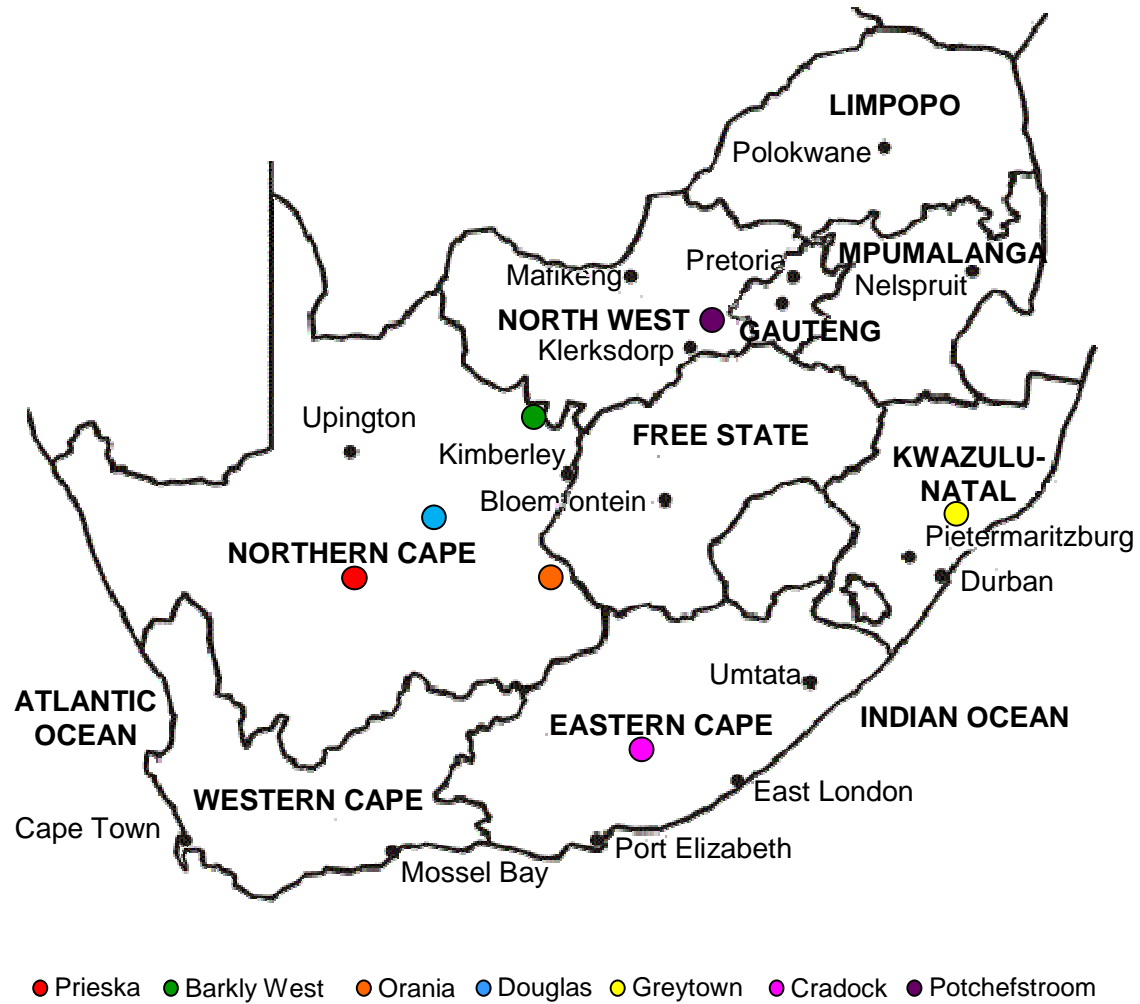 LIMPOPO
Polokwane
MPUMALANGA
Pretoria
Mafikeng
Nelspruit
NORTH WEST
GAUTENG
Klerksdorp
Upington
FREE STATE
Kimberley
KWAZULU-
NATAL
Bloemfontein
Pietermaritzburg
NORTHERN CAPE
Durban
Umtata
ATLANTIC
OCEAN
EASTERN CAPE
INDIAN OCEAN
WESTERN CAPE
East London
Cape Town
Port Elizabeth
Mossel Bay
Prieska Barkly West Orania Douglas Greytown Cradock Potchefstroom